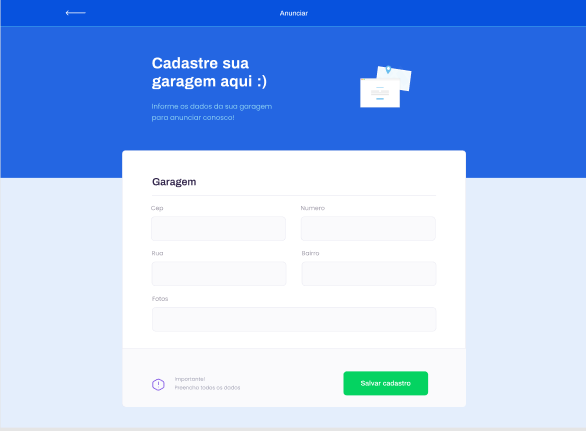 Anunciar
Cadastre sua
garagem aqui :)
Informe os dados da sua garagem
para anunciar conosco!
Garagem
Cep
Numero
Rua
Bairro
Fotos
Importante!
Preencha todos os dados
Salvar cadastro